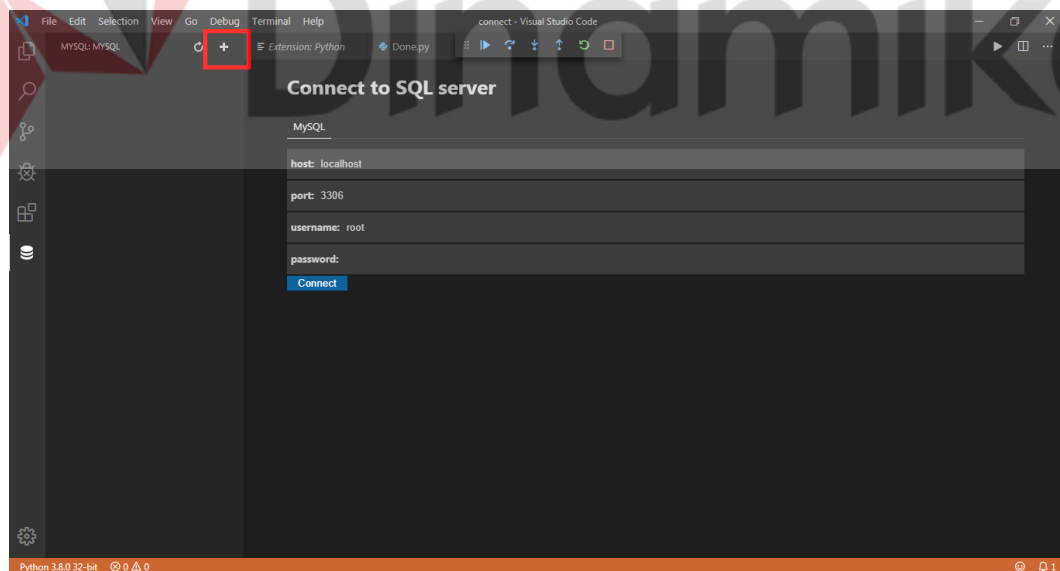 File Edit Selection View Go Debug Terminal Help connect - Visual Studio Code
MYSQL: MYSQL Extension: Python Done.py
Connect to SQL server
MySQL
host: localhost
port: 3306
username: root
password:
Connect
Python 3.8.0 32-bit 0 0 1
Dinamik